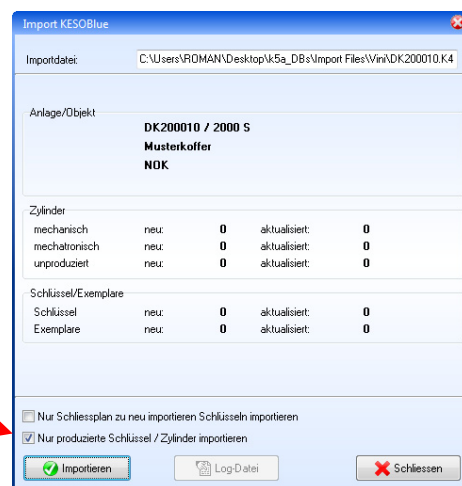 Import KESOBlue
Importdatei: C:\Users\ROMAN\Desktop\k5a_DBs\Import Files\Vini\DK200010.K4
Anlage/Objekt
DK200010 / 2000 S
Musterkoffer
NOK
Zylinder
mechanisch neu: 0 aktualisiert: 0
mechatronisch neu: 0 aktualisiert: 0
unproduziert neu: 0 aktualisiert: 0
Schlüssel/Exemplare
Schlüssel neu: 0 aktualisiert: 0
Exemplare neu: 0 aktualisiert: 0
Nur Schliessplan zu neu importieren Schlüsseln importieren
Nur produzierte Schlüssel / Zylinder importieren
Importieren Log-Datei Schliessen